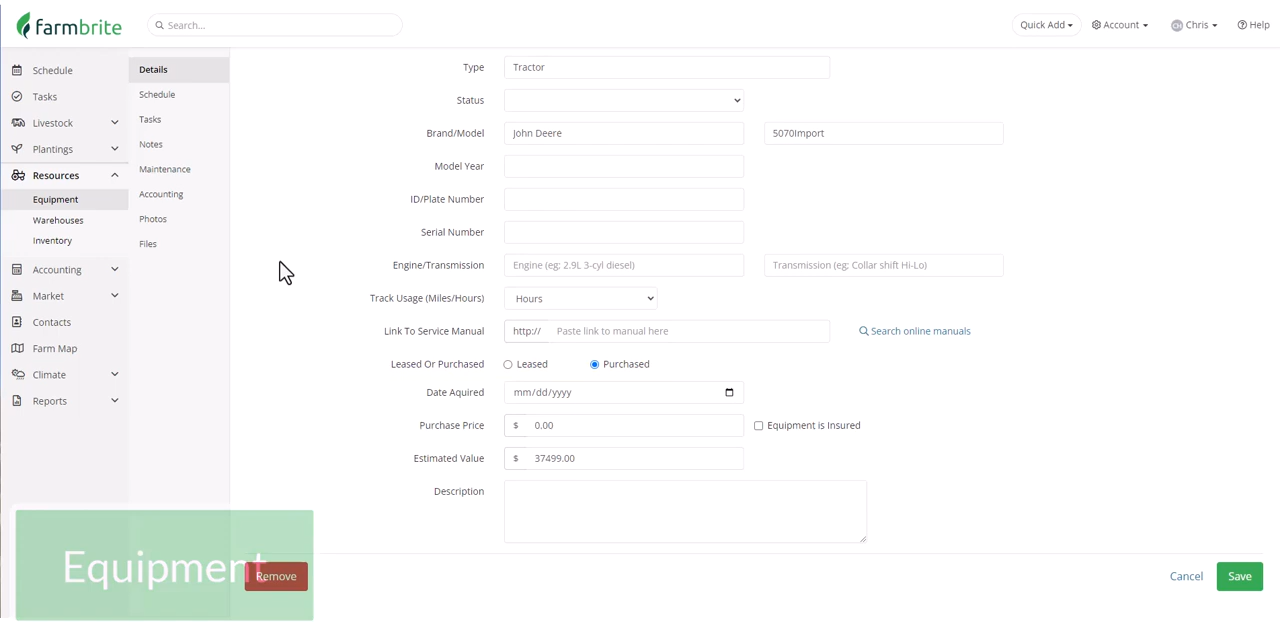 farmbrite
Search...
Quick Add
Account
Chris
Help
Schedule
Tasks
Livestock
Plantings
Resources
Equipment
Warehouses
Inventory
Accounting
Market
Contacts
Farm Map
Climate
Reports
Details
Schedule
Tasks
Notes
Maintenance
Accounting
Photos
Files
Type Tractor
Status
Brand/Model John Deere 5070Import
Model Year
ID/Plate Number
Serial Number
Engine/Transmission Engine (eg: 2.9L 3-cyl diesel) Transmission (eg: Collar shift Hi-Lo)
Track Usage (Miles/Hours) Hours
Link To Service Manual http:// Paste link to manual here Search online manuals
Leased Or Purchased Leased Purchased
Date Aquired mm/dd/yyyy
Purchase Price $ 0.00 Equipment is Insured
Estimated Value $ 37499.00
Description
Equipment
Remove
Cancel Save